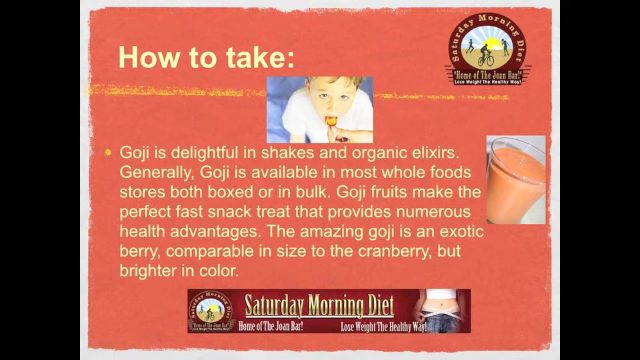 How to take:
Saturday Morning Diet
"Home of The Joan Bar!"
Lose Weight The Healthy Way!
Goji is delightful in shakes and organic elixirs.
Generally, Goji is available in most whole foods
stores both boxed or in bulk. Goji fruits make the
perfect fast snack treat that provides numerous
health advantages. The amazing goji is an exotic
berry, comparable in size to the cranberry, but
brighter in color.
Saturday Morning Diet
Home of The Joan Bar! Lose Weight The Healthy Way!